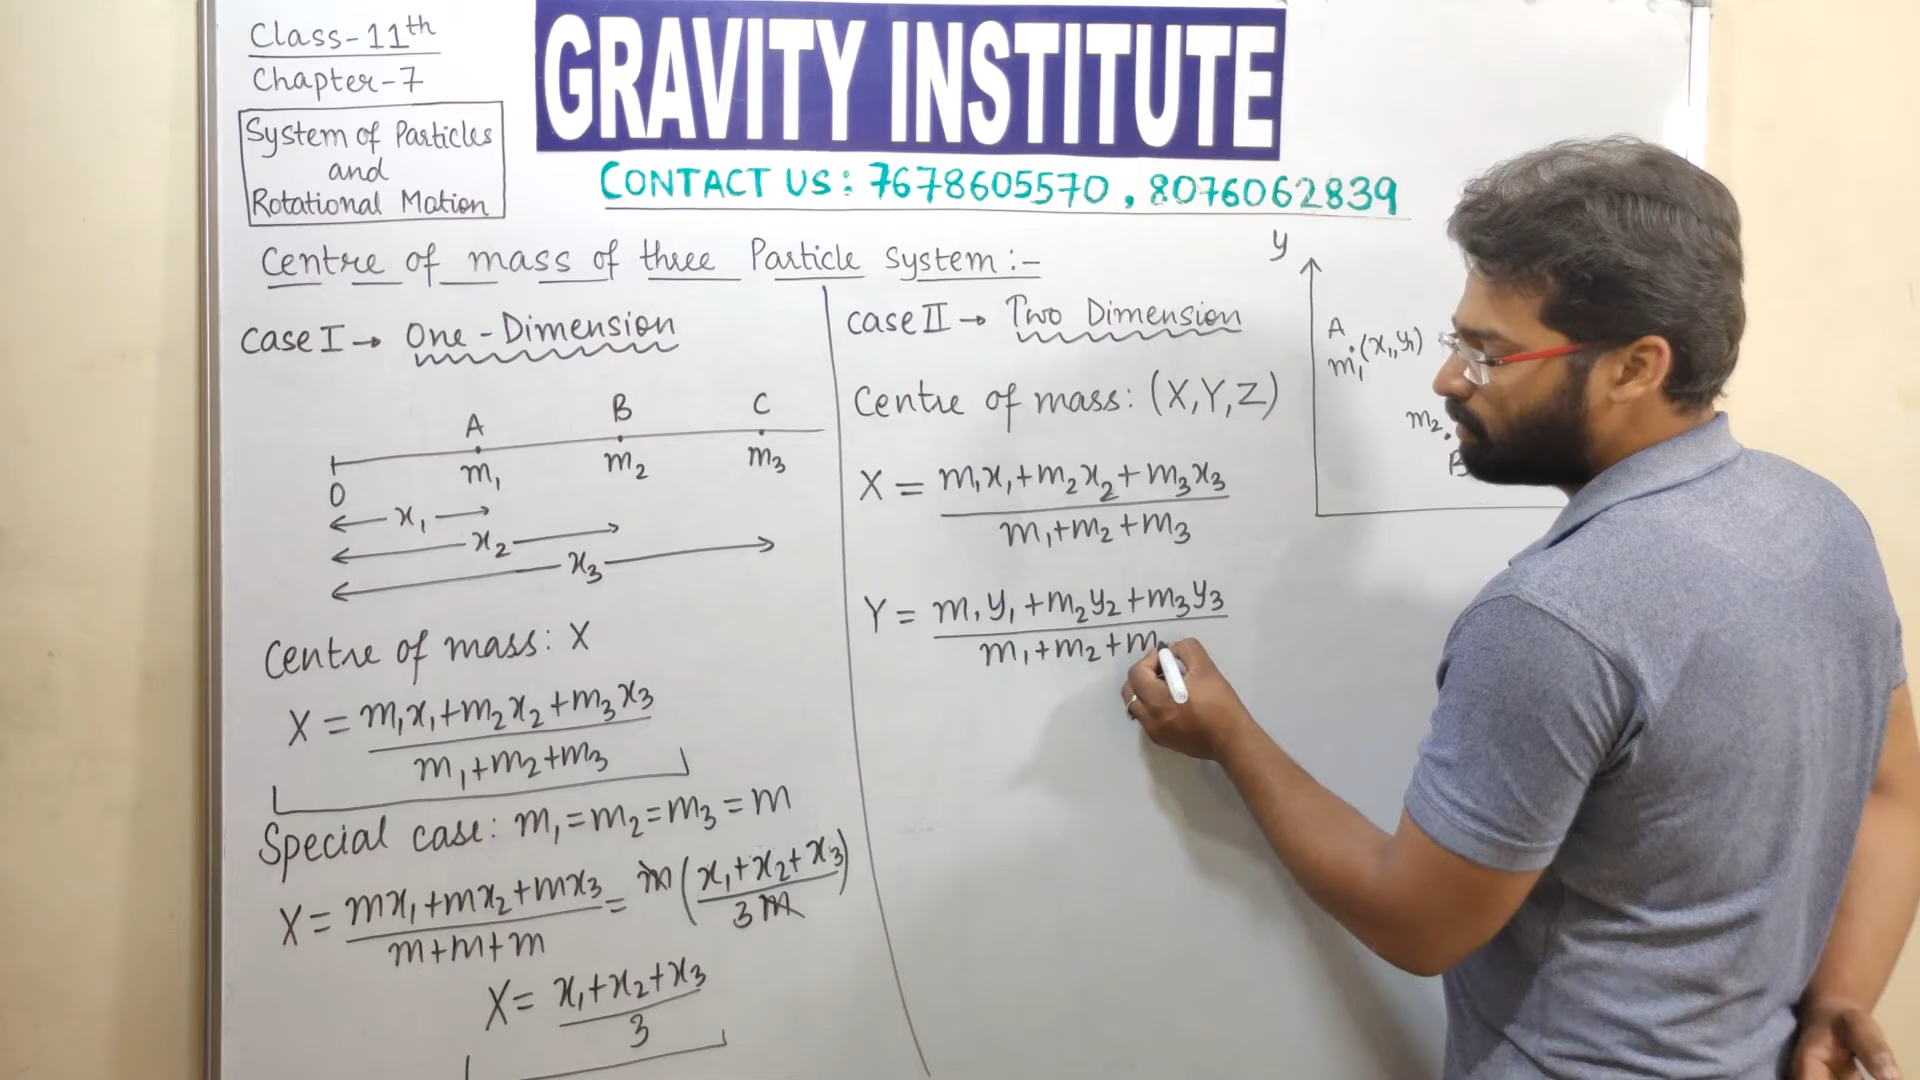 Class-11th
Chapter-7
System of Particles
and
Rotational Motion
GRAVITY INSTITUTE
CONTACT US: 7678605570, 8076062839
Centre of mass of three Particle System:-
Case I → One-Dimension
A B C
0 m₁ m₂ m₃
x₁
x₂
x₃
Centre of mass: X
X = (m₁x₁+m₂x₂+m₃x₃)/(m₁+m₂+m₃)
Special case: m₁=m₂=m₃=m
X = (mx₁+mx₂+mx₃)/(m+m+m) = m((x₁+x₂+x₃)/3m)
X = (x₁+x₂+x₃)/3
Case II → Two Dimension
Centre of mass: (X,Y,Z)
X = (m₁x₁+m₂x₂+m₃x₃)/(m₁+m₂+m₃)
Y = (m₁y₁+m₂y₂+m₃y₃)/(m₁+m₂+m
y
A
m₁ (x₁,y₁)
m₂
B